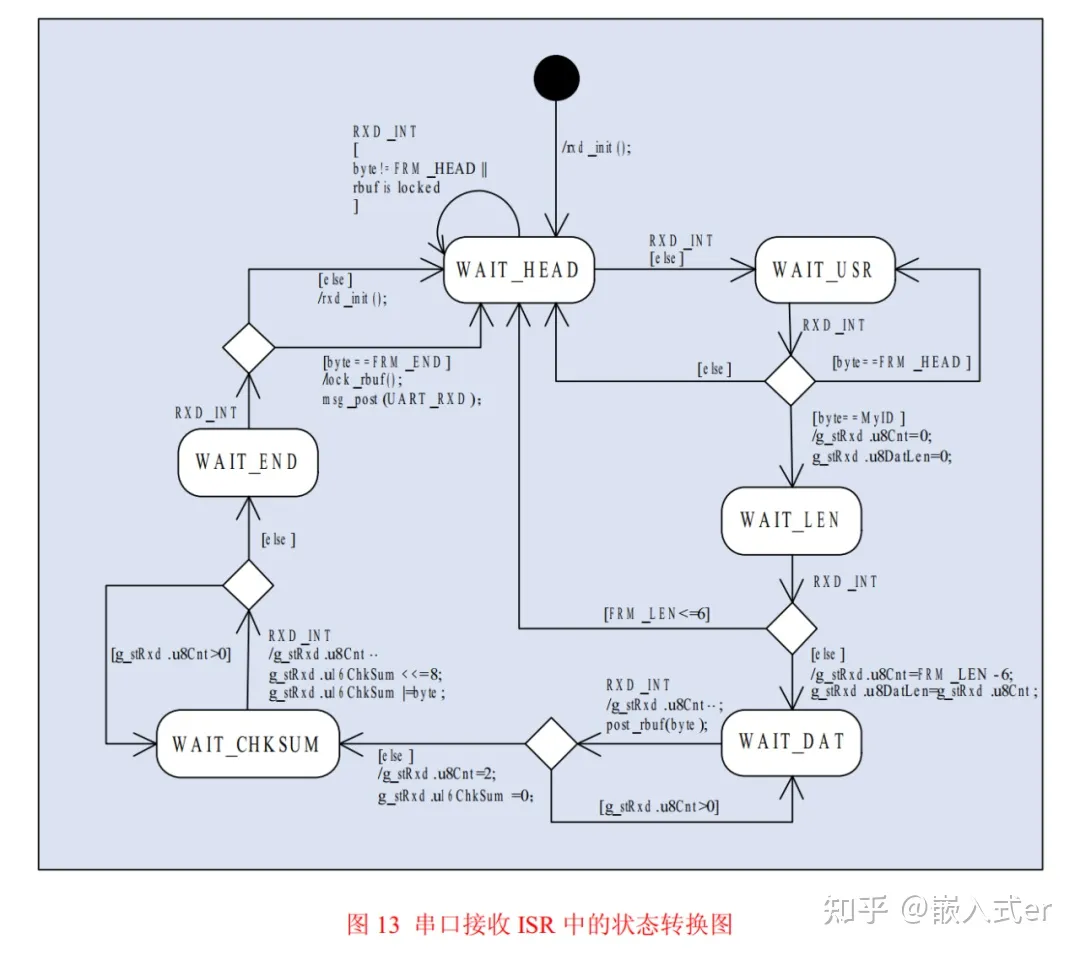 RXD_INT
[
byte!=FRM_HEAD ||
rbuf is locked
]
/rxd_init();
WAIT_HEAD
RXD_INT
[else]
WAIT_USR
[else]
/rxd_init();
RXD_INT
[byte==FRM_END]
/lock_rbuf();
msg_post(UART_RXD);
[else]
[byte==FRM_HEAD]
RXD_INT
[byte==MyID]
/g_stRxd.u8Cnt=0;
g_stRxd.u8DatLen=0;
WAIT_END
WAIT_LEN
[else]
RXD_INT
[FRM_LEN<=6]
[g_stRxd.u8Cnt>0]
RXD_INT
/g_stRxd.u8Cnt--
g_stRxd.u16ChkSum <<=8;
g_stRxd.u16ChkSum |=byte;
[else]
/g_stRxd.u8Cnt=FRM_LEN-6;
g_stRxd.u8DatLen=g_stRxd.u8Cnt;
RXD_INT
/g_stRxd.u8Cnt--;
post_rbuf(byte);
WAIT_CHKSUM
WAIT_DAT
[else]
/g_stRxd.u8Cnt=2;
g_stRxd.u16ChkSum=0;
[g_stRxd.u8Cnt>0]
图 13 串口接收 ISR 中的状态转换图
知乎 @嵌入式er